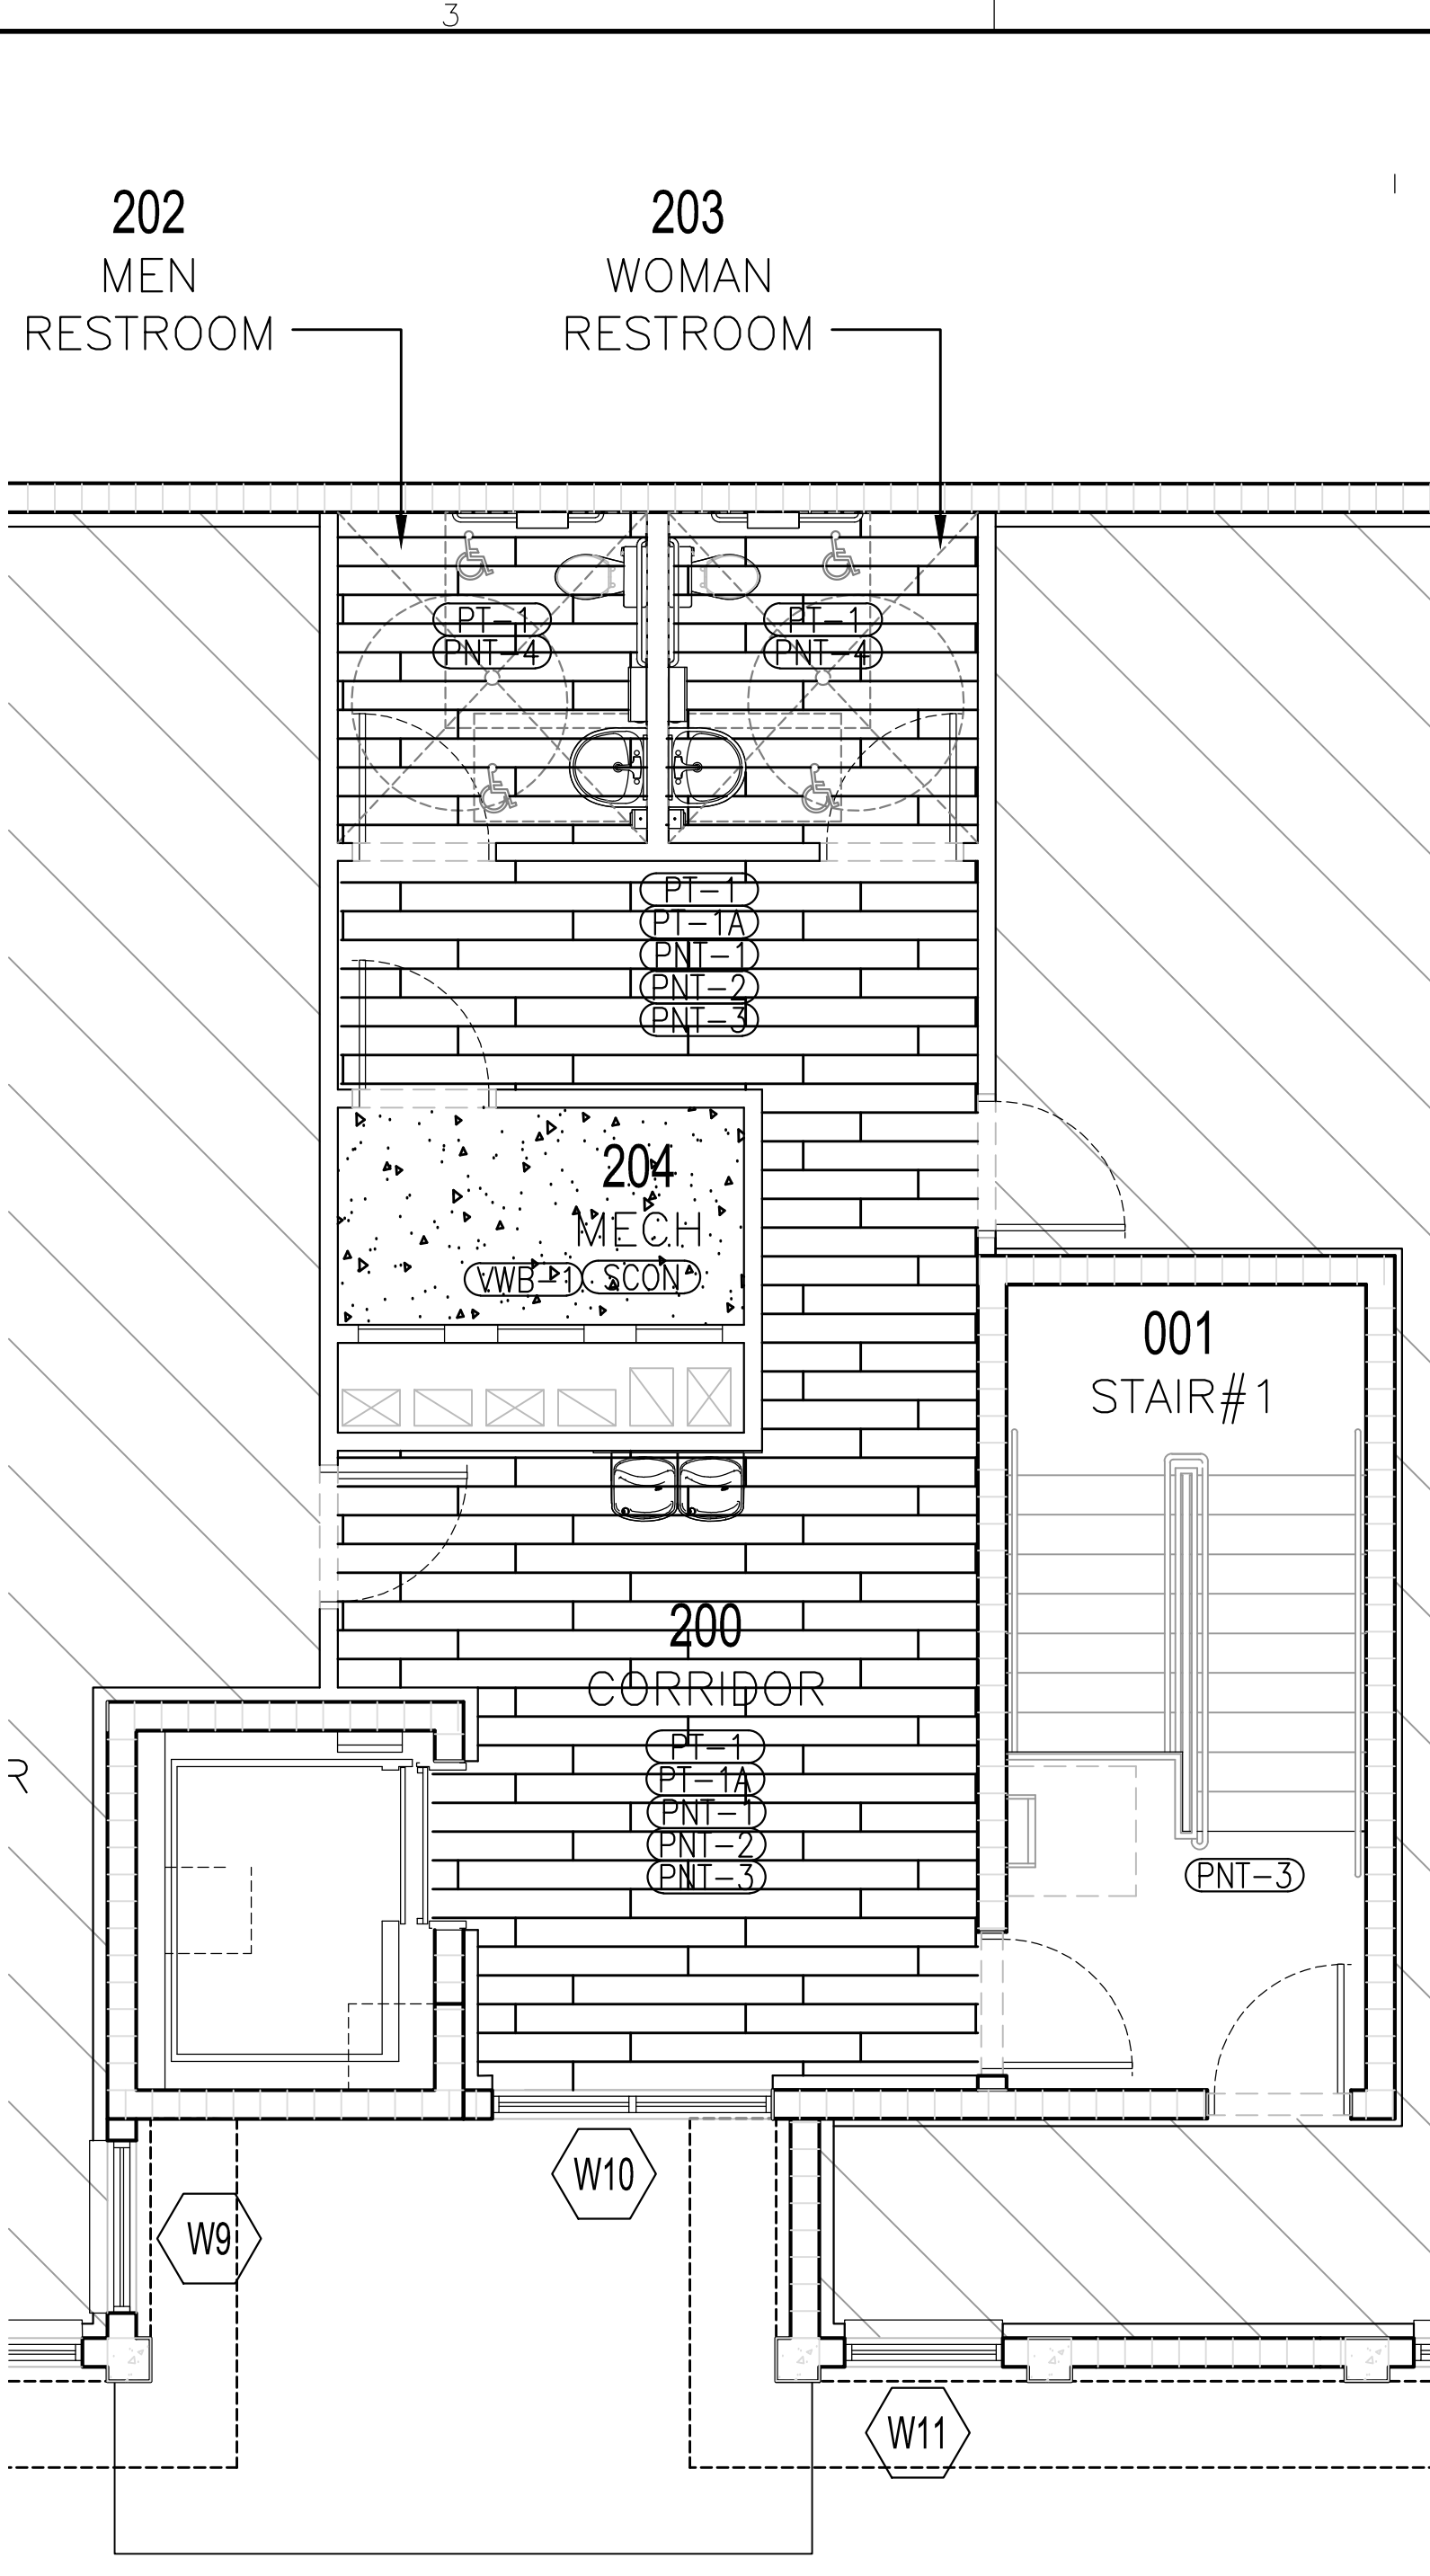 3
202
MEN
RESTROOM
203
WOMAN
RESTROOM
PT-1
PNT-4
PT-1
PNT-4
PT-1
PT-1A
PNT-1
PNT-2
PNT-3
204
MECH
VWB-1
SCON
001
STAIR#1
200
CORRIDOR
PT-1
PT-1A
PNT-1
PNT-2
PNT-3
R
PNT-3
W10
W9
W11